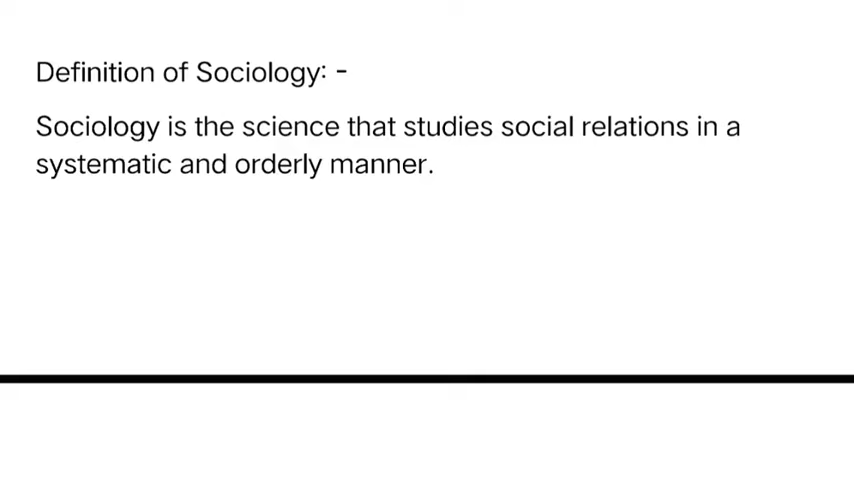 Definition of Sociology: -
Sociology is the science that studies social relations in a
systematic and orderly manner.